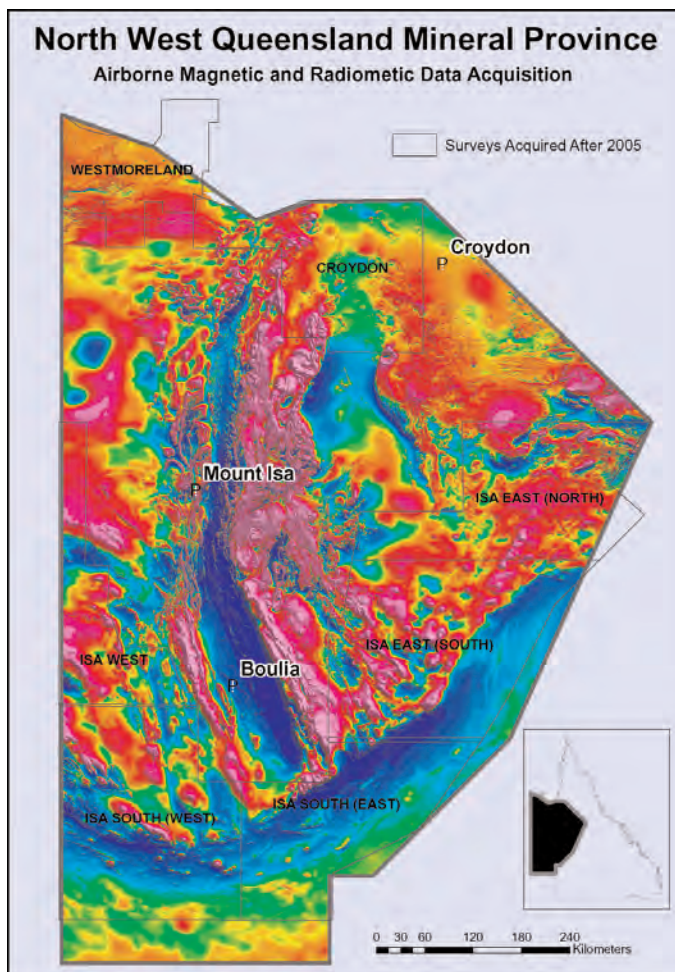 North West Queensland Mineral Province
Airborne Magnetic and Radiometic Data Acquisition
Surveys Acquired After 2005
WESTMORELAND
Croydon
P
CROYDON
Mount Isa
P
ISA EAST (NORTH)
ISA EAST (SOUTH)
ISA WEST
Boulia
P
ISA SOUTH (EAST)
ISA SOUTH (WEST)
0 30 60 120 180 240
Kilometers